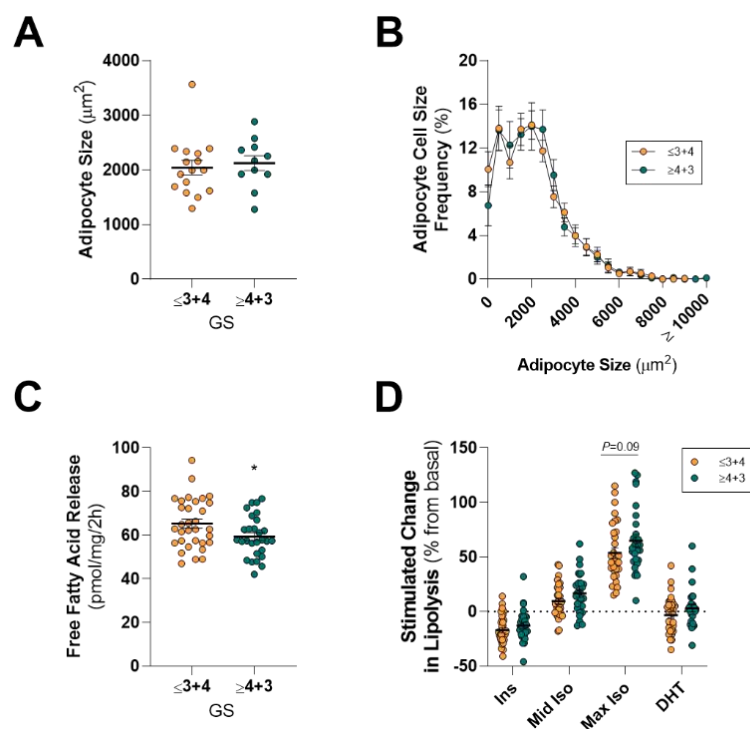 A
Adipocyte Size (μm²)
4000
3000
2000
1000
0
≤3+4
≥4+3
GS
B
Adipocyte Cell Size
Frequency (%)
20
16
12
8
4
0
≤3+4
≥4+3
0
2000
4000
6000
8000
≥ 10000
Adipocyte Size (μm²)
C
Free Fatty Acid Release
(pmol/mg/2h)
100
80
60
40
20
0
*
≤3+4
≥4+3
GS
D
Stimulated Change
in Lipolysis (% from basal)
150
100
50
0
-50
P=0.09
≤3+4
≥4+3
Ins
Mid Iso
Max Iso
DHT